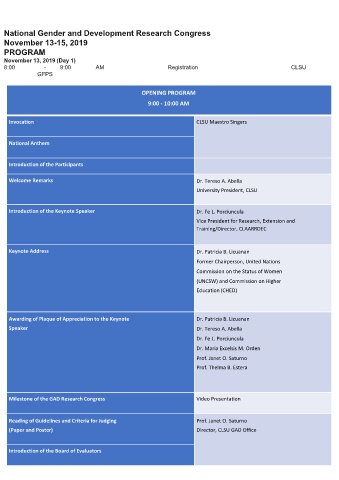 National Gender and Development Research Congress
November 13-15, 2019
PROGRAM
November 13, 2019 (Day 1)
8:00 - 9:00 AM Registration CLSU
GFPS
OPENING PROGRAM
9:00 - 10:00 AM
Invocation
CLSU Maestro Singers
National Anthem
Introduction of the Participants
Welcome Remarks
Dr. Tereso A. Abella
University President, CLSU
Introduction of the Keynote Speaker
Dr. Fe L. Porciuncula
Vice President for Research, Extension and
Training/Director, CLAARRDEC
Keynote Address
Dr. Patricia B. Licuanan
Former Chairperson, United Nations
Commission on the Status of Women
(UNCSW) and Commission on Higher
Education (CHED)
Awarding of Plaque of Appreciation to the Keynote
Speaker
Dr. Patricia B. Licuanan
Dr. Tereso A. Abella
Dr. Fe L. Porciuncula
Dr. Maria Excelsis M. Orden
Prof. Janet O. Saturno
Prof. Thelma B. Estera
Milestone of the GAD Research Congress
Video Presentation
Reading of Guidelines and Criteria for Judging
(Paper and Poster)
Prof. Janet O. Saturno
Director, CLSU GAD Office
Introduction of the Board of Evaluators